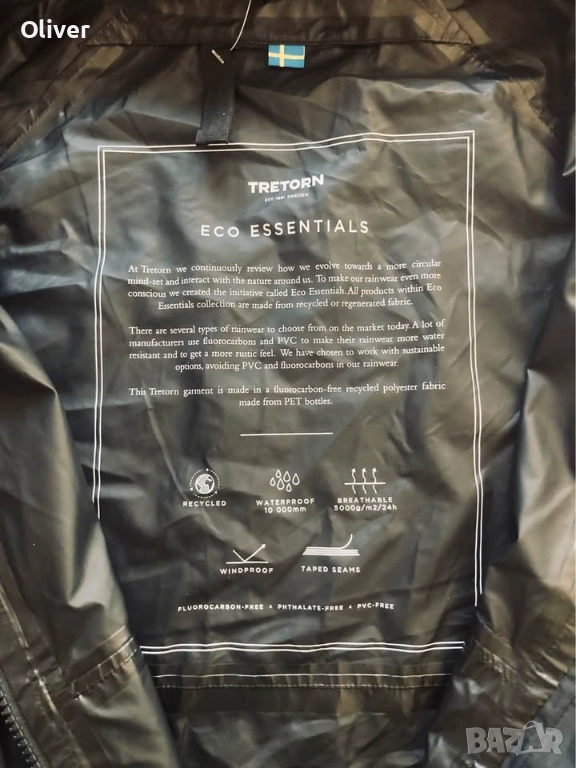 Oliver
TRETORN
EST. 1891 SWEDEN
ECO ESSENTIALS
At Tretorn we continuously review how we evolve towards a more circular
mind-set and interact with the nature around us. To make our rainwear even more
conscious we created the initiative called Eco Essentials. All products within Eco
Essentials collection are made from recycled or regenerated fabric.
There are several types of rainwear to choose from on the market today. A lot of
manufacturers use fluorocarbons and PVC to make their rainwear more water
resistant and to get a more rustic feel. We have chosen to work with sustainable
options, avoiding PVC and fluorocarbons in our rainwear.
This Tretorn garment is made in a fluorocarbon-free recycled polyester fabric
made from PET bottles.
RECYCLED
WATERPROOF
10 000mm
BREATHABLE
5000g/m2/24h
WINDPROOF
TAPED SEAMS
FLUOROCARBON-FREE & PHTHALATE-FREE & PVC-FREE
BAZAR